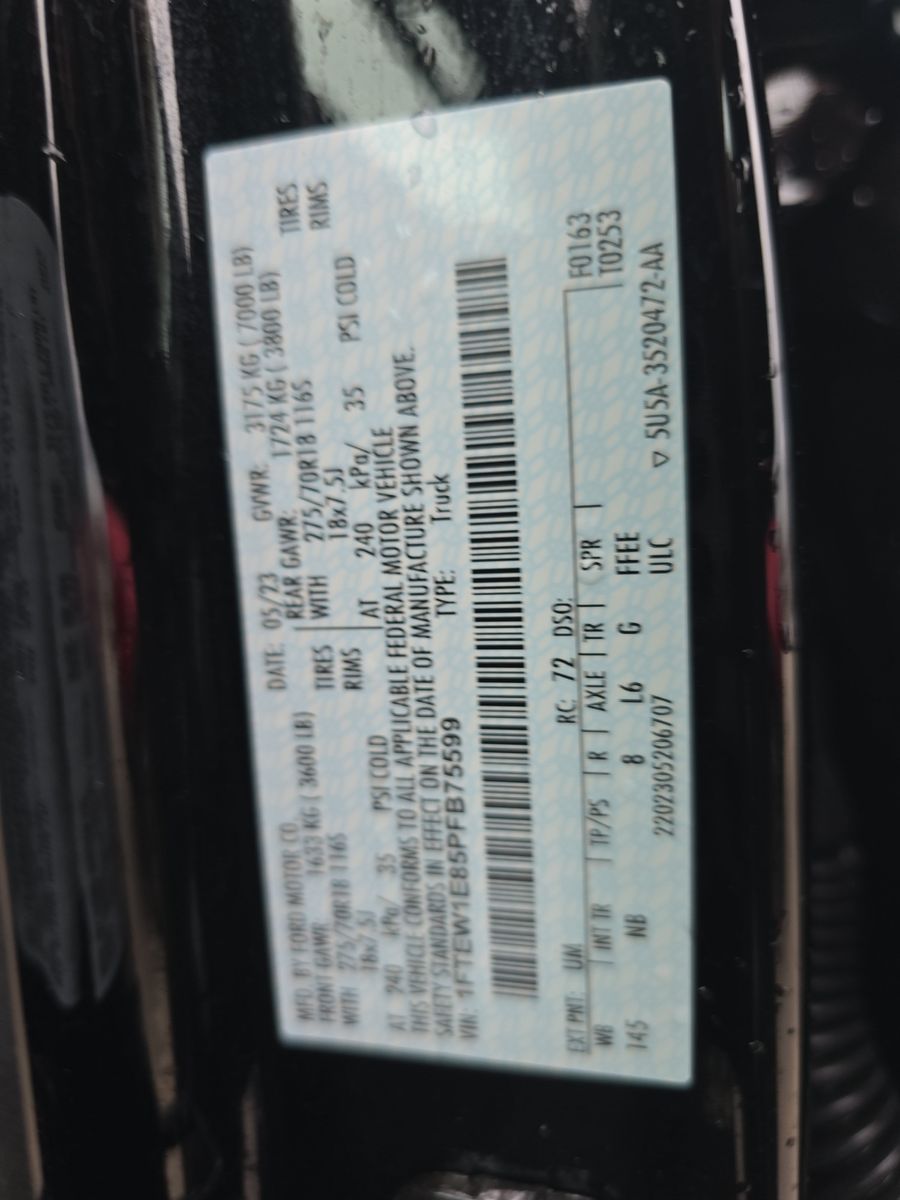 MFD. BY FORD MOTOR CO. DATE: 05/23 GVWR: 3175 KG ( 7000 LB)
FRONT GAWR: 1633 KG ( 3600 LB) REAR GAWR: 1724 KG ( 3800 LB)
WITH 275/70R18 116S TIRES WITH 275/70R18 116S TIRES
18x7.5J RIMS 18x7.5J RIMS
AT 240 kPa/ 35 PSI COLD AT 240 kPa/ 35 PSI COLD
THIS VEHICLE CONFORMS TO ALL APPLICABLE FEDERAL MOTOR VEHICLE
SAFETY STANDARDS IN EFFECT ON THE DATE OF MANUFACTURE SHOWN ABOVE.
VIN: 1FTEW1E85PFB75599 TYPE: Truck
EXT PNT: UM RC: 72 DSO: F0163
WB INT TR TP/PS R AXLE TR SPR T0253
145 NB 8 L6 G FFEE
2202305206707 ULC ▽ 5U5A-3520472-AA